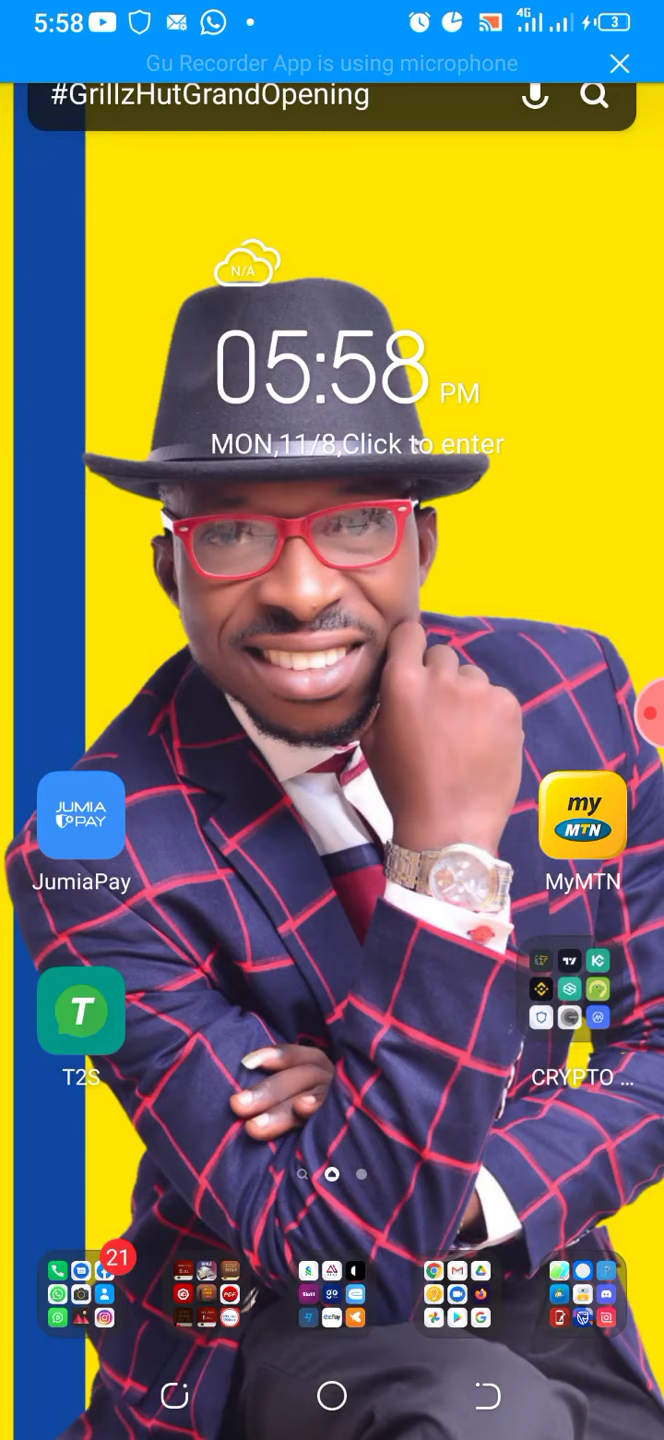 5:58
4G
3
Gu Recorder App is using microphone
#GrillzHutGrandOpening
N/A
05:58 PM
MON,11/8,Click to enter
JUMIA
PAY
JumiaPay
my
MTN
MyMTN
T
T2S
CRYPTO ...
21